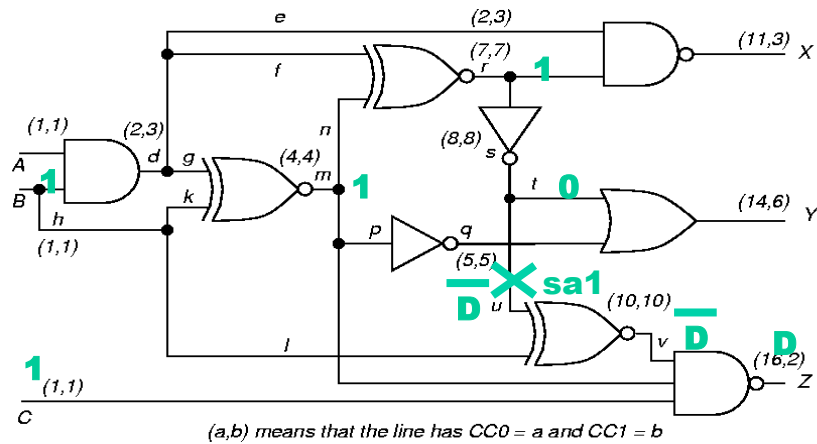 e (2,3) (11,3) X
(7,7) r 1
f
n
(1,1) (2,3) (8,8) s
A d g (4,4) m 1 t 0 (14,6) Y
B 1 k
h p q
(1,1) (5,5)
D sa1
u (10,10) D D
l v (16,2) Z
1 (1,1)
C
(a,b) means that the line has CC0 = a and CC1 = b